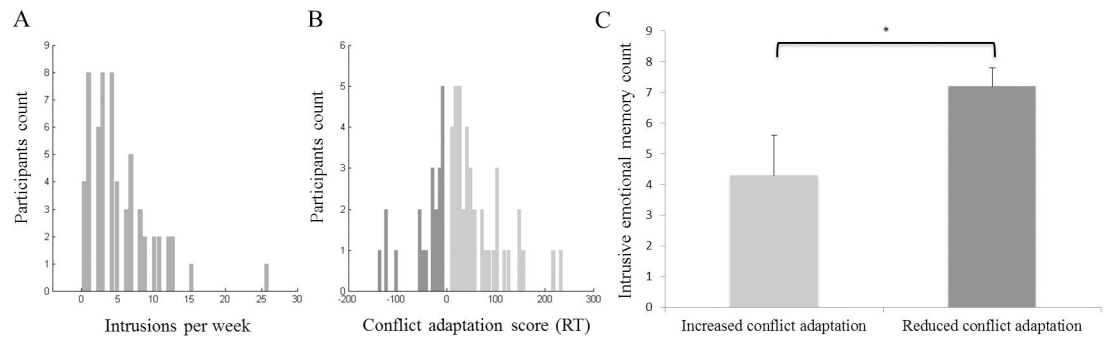 A
Participants count
9
8
7
6
5
4
3
2
1
0
0 5 10 15 20 25 30
Intrusions per week
B
Participants count
6
5
4
3
2
1
0
-200 -100 0 100 200 300
Conflict adaptation score (RT)
C
Intrusive emotional memory count
9
8
7
6
5
4
3
2
1
0
*
Increased conflict adaptation Reduced conflict adaptation